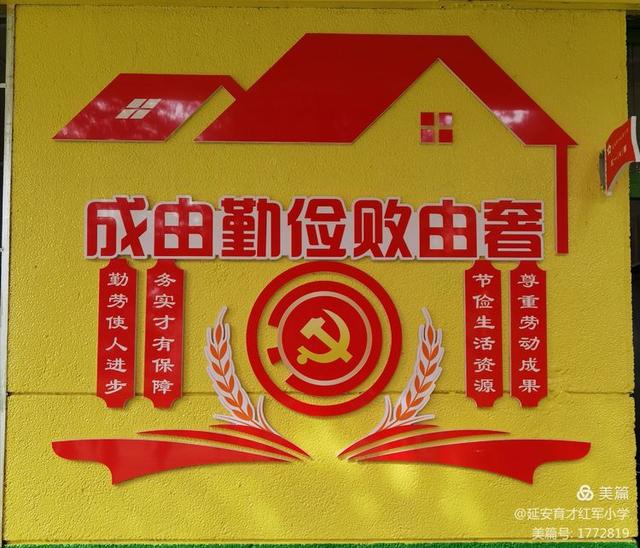 成由勤俭败由奢
勤劳使人进步
务实才有保障
节俭生活资源
尊重劳动成果
美篇
@延安育才红军小学
美篇号: 1772819